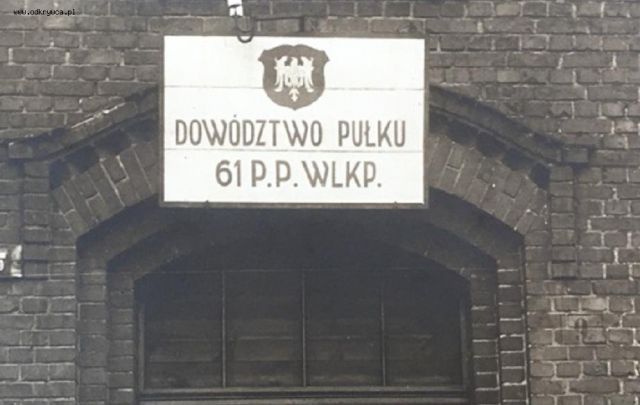 www.odkrywca.pl
DOWÓDZTWO PUŁKU
61 P.P. WLKP.